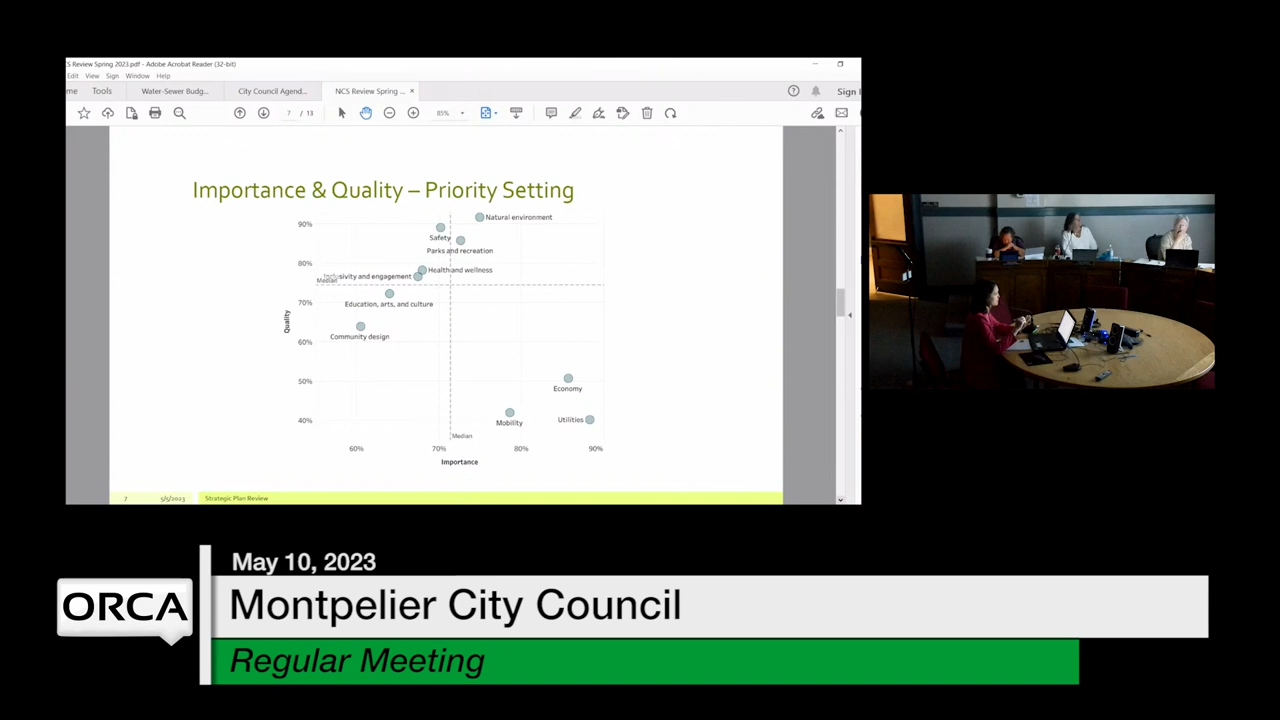 CS Review Spring 2023.pdf - Adobe Acrobat Reader (32-bit)
Edit View Sign Window Help
me Tools Water-Sewer Budg... City Council Agend... NCS Review Spring ... × Sign I
7 / 13 85%
Importance & Quality – Priority Setting
90%
Natural environment
Safety
Parks and recreation
80%
Health and wellness
Inclusivity and engagement
Median
70%
Education, arts, and culture
Quality
60%
Community design
50%
Economy
40%
Mobility
Utilities
Median
60% 70% 80% 90%
Importance
7 5/5/2023 Strategic Plan Review
May 10, 2023
ORCA
Montpelier City Council
Regular Meeting